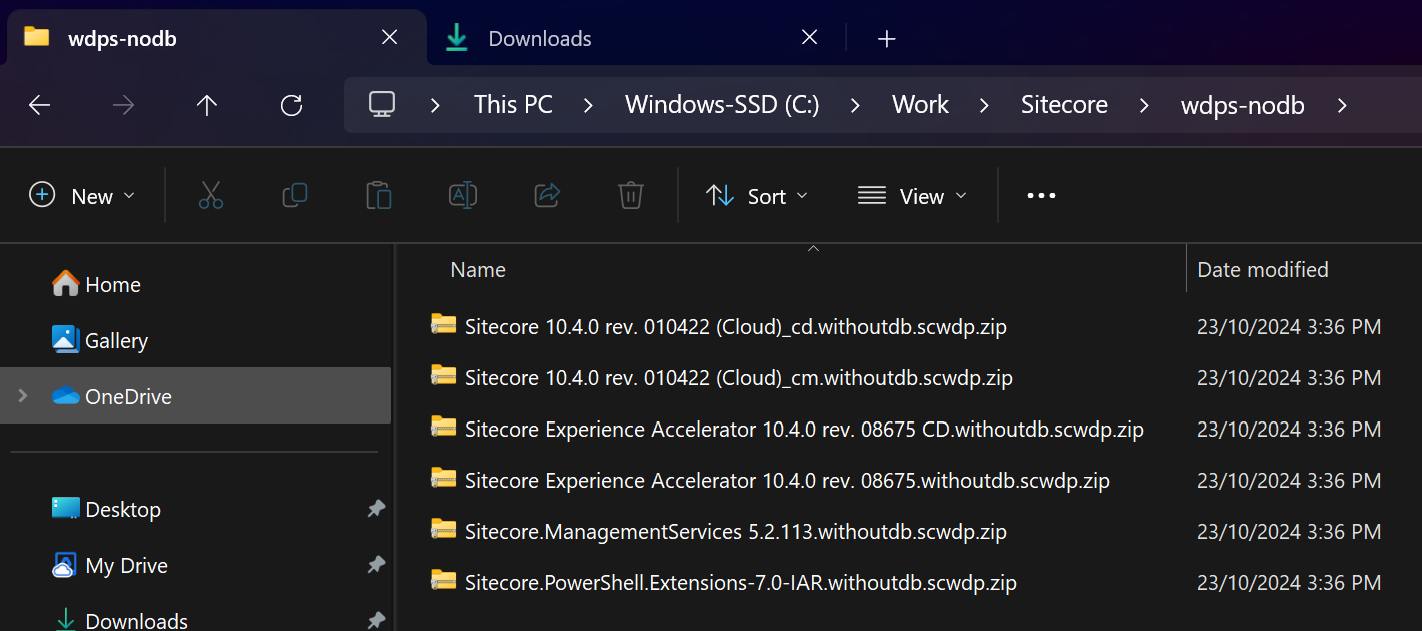 wdps-nodb
Downloads
This PC > Windows-SSD (C:) > Work > Sitecore > wdps-nodb >
New Sort View
Name Date modified
Home
Gallery
OneDrive
Desktop
My Drive
Downloads
Sitecore 10.4.0 rev. 010422 (Cloud)_cd.withoutdb.scwdp.zip 23/10/2024 3:36 PM
Sitecore 10.4.0 rev. 010422 (Cloud)_cm.withoutdb.scwdp.zip 23/10/2024 3:36 PM
Sitecore Experience Accelerator 10.4.0 rev. 08675 CD.withoutdb.scwdp.zip 23/10/2024 3:36 PM
Sitecore Experience Accelerator 10.4.0 rev. 08675.withoutdb.scwdp.zip 23/10/2024 3:36 PM
Sitecore.ManagementServices 5.2.113.withoutdb.scwdp.zip 23/10/2024 3:36 PM
Sitecore.PowerShell.Extensions-7.0-IAR.withoutdb.scwdp.zip 23/10/2024 3:36 PM